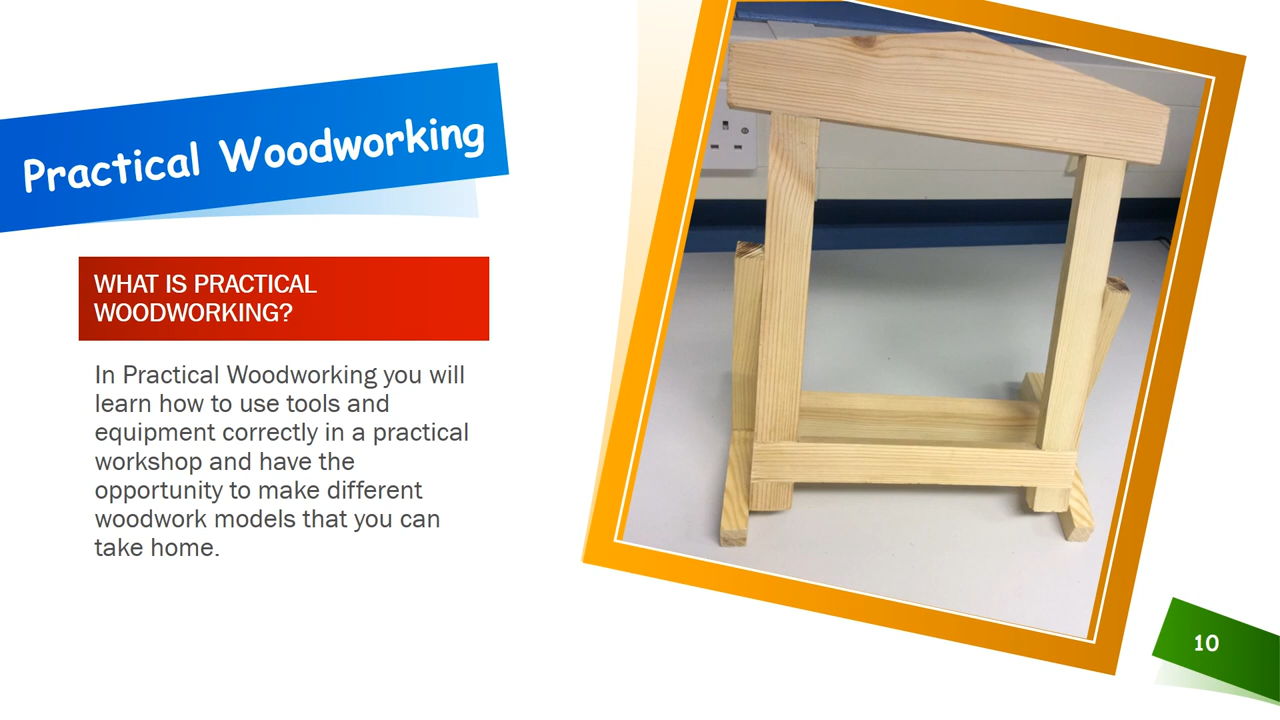 Practical Woodworking
WHAT IS PRACTICAL
WOODWORKING?
In Practical Woodworking you will
learn how to use tools and
equipment correctly in a practical
workshop and have the
opportunity to make different
woodwork models that you can
take home.
10